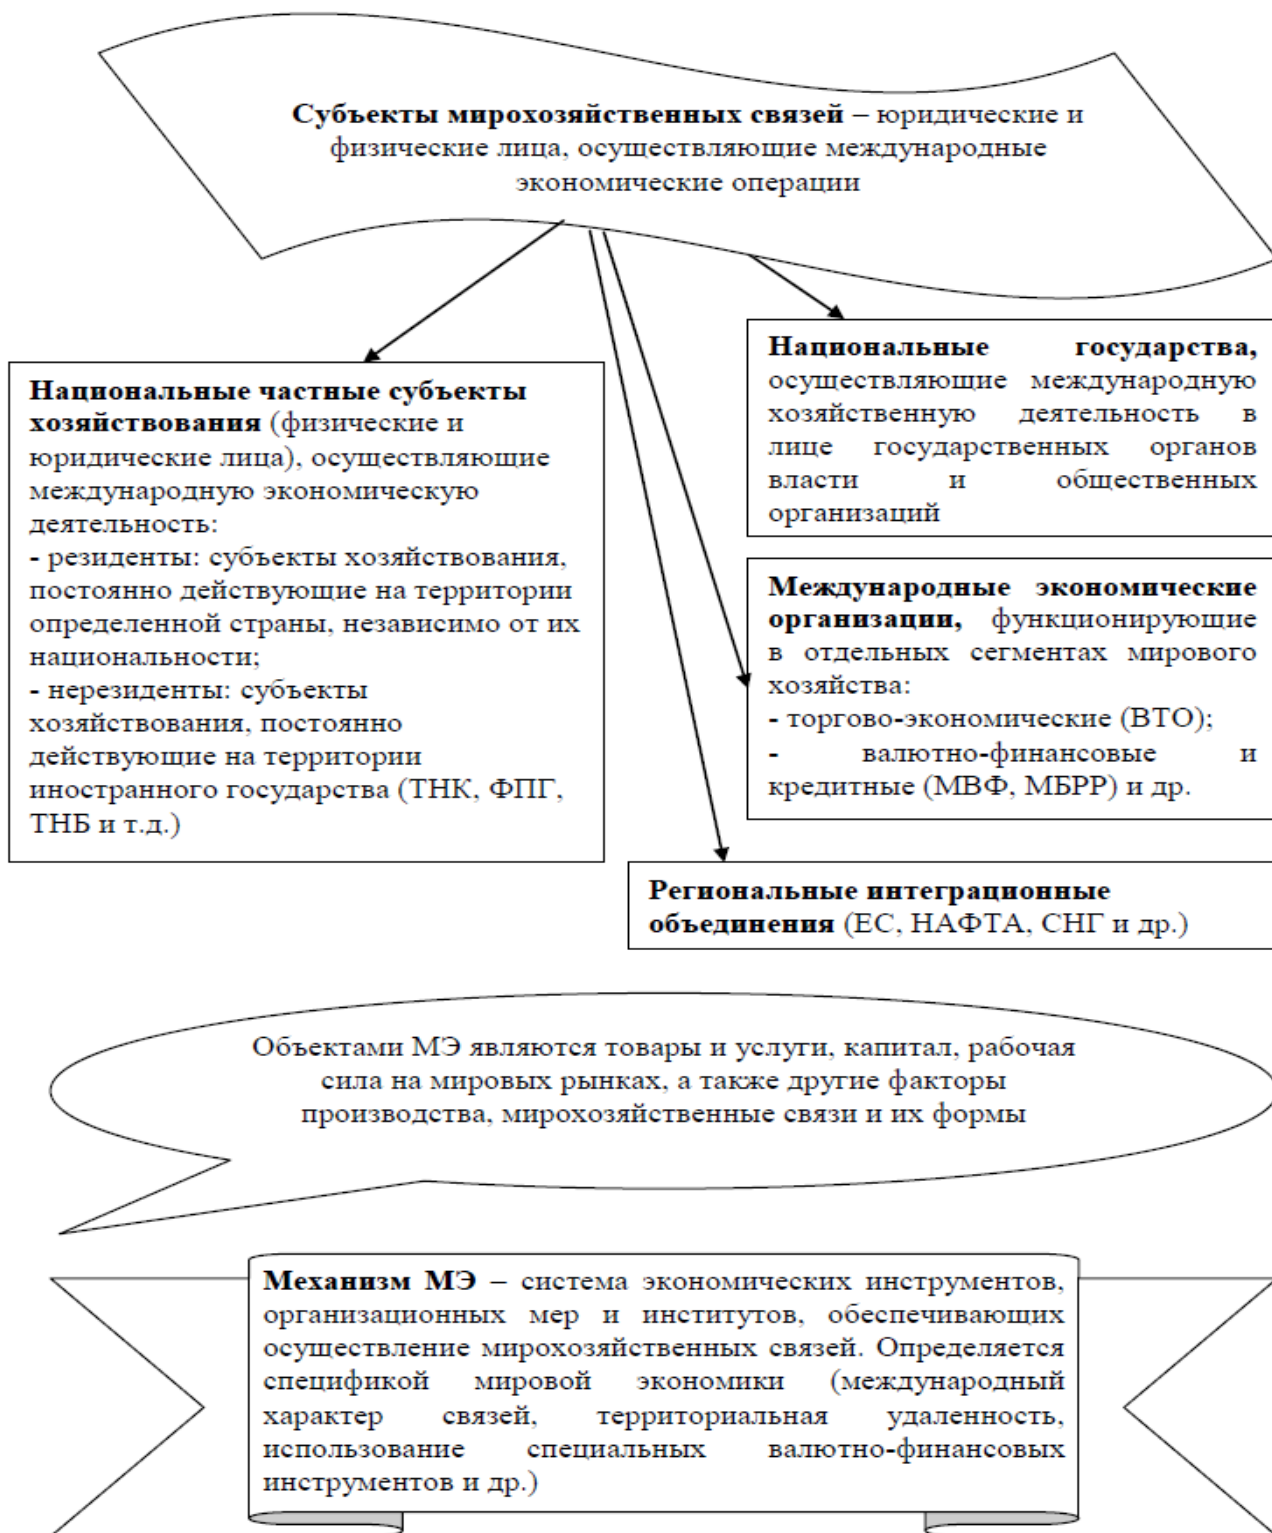 Субъекты мирохозяйственных связей – юридические и
физические лица, осуществляющие международные
экономические операции
Национальные частные субъекты
хозяйствования (физические и
юридические лица), осуществляющие
международную экономическую
деятельность:
- резиденты: субъекты хозяйствования,
постоянно действующие на территории
определенной страны, независимо от их
национальности;
- нерезиденты: субъекты
хозяйствования, постоянно
действующие на территории
иностранного государства (ТНК, ФПГ,
ТНБ и т.д.)
Национальные государства,
осуществляющие международную
хозяйственную деятельность в
лице государственных органов
власти и общественных
организаций
Международные экономические
организации, функционирующие
в отдельных сегментах мирового
хозяйства:
- торгово-экономические (ВТО);
- валютно-финансовые и
кредитные (МВФ, МБРР) и др.
Региональные интеграционные
объединения (ЕС, НАФТА, СНГ и др.)
Объектами МЭ являются товары и услуги, капитал, рабочая
сила на мировых рынках, а также другие факторы
производства, мирохозяйственные связи и их формы
Механизм МЭ – система экономических инструментов,
организационных мер и институтов, обеспечивающих
осуществление мирохозяйственных связей. Определяется
спецификой мировой экономики (международный
характер связей, территориальная удаленность,
использование специальных валютно-финансовых
инструментов и др.)